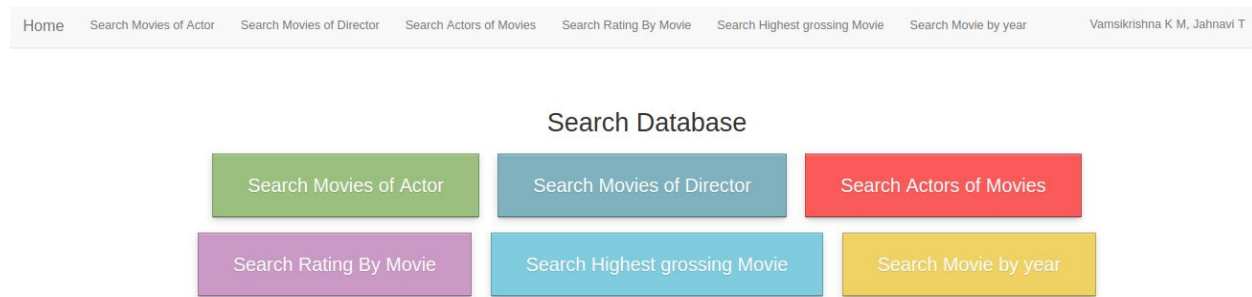 Home Search Movies of Actor Search Movies of Director Search Actors of Movies Search Rating By Movie Search Highest grossing Movie Search Movie by year Vamsikrishna K M, Jahnavi T
Search Database
Search Movies of Actor Search Movies of Director Search Actors of Movies
Search Rating By Movie Search Highest grossing Movie Search Movie by year